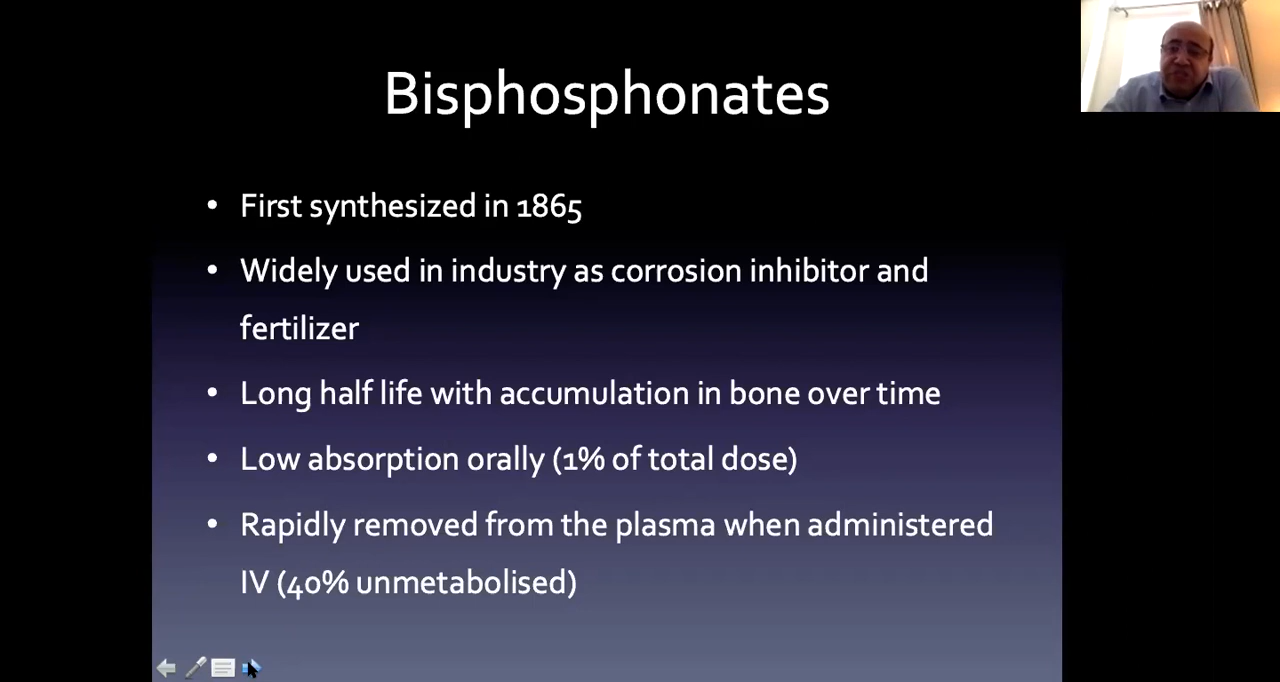 Bisphosphonates
• First synthesized in 1865
• Widely used in industry as corrosion inhibitor and
fertilizer
• Long half life with accumulation in bone over time
• Low absorption orally (1% of total dose)
• Rapidly removed from the plasma when administered
IV (40% unmetabolised)